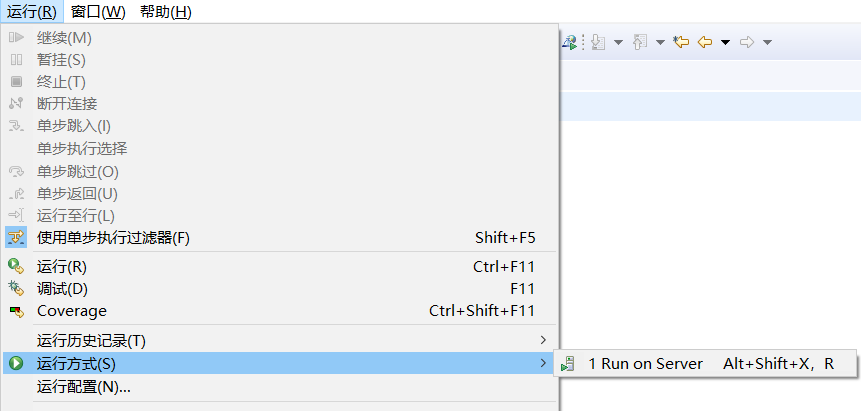 运行(R) 窗口(W) 帮助(H)
继续(M)
暂挂(S)
终止(T)
断开连接
单步跳入(I)
单步执行选择
单步跳过(O)
单步返回(U)
运行至行(L)
使用单步执行过滤器(F) Shift+F5
运行(R) Ctrl+F11
调试(D) F11
Coverage Ctrl+Shift+F11
运行历史记录(T)
运行方式(S) 1 Run on Server Alt+Shift+X, R
运行配置(N)...